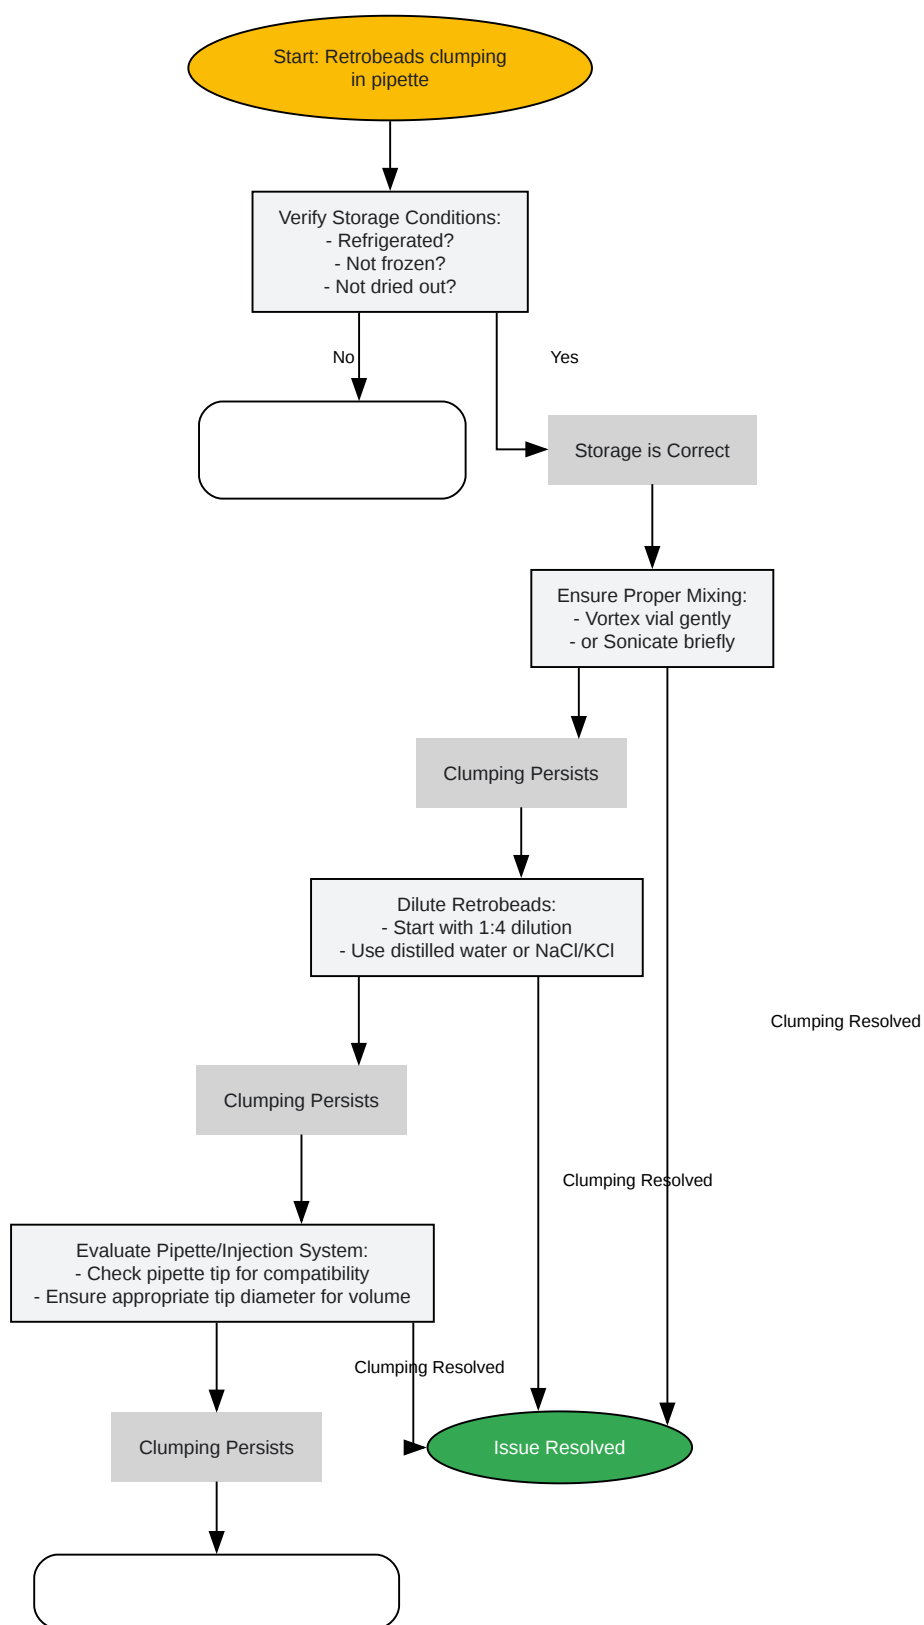 Start: Retrobeads clumping
in pipette
Verify Storage Conditions:
- Refrigerated?
- Not frozen?
- Not dried out?
No
Yes
Storage is Correct
Ensure Proper Mixing:
- Vortex vial gently
- or Sonicate briefly
Clumping Persists
Dilute Retrobeads:
- Start with 1:4 dilution
- Use distilled water or NaCl/KCl
Clumping Resolved
Clumping Persists
Clumping Resolved
Evaluate Pipette/Injection System:
- Check pipette tip for compatibility
- Ensure appropriate tip diameter for volume
Clumping Resolved
Clumping Persists
Issue Resolved